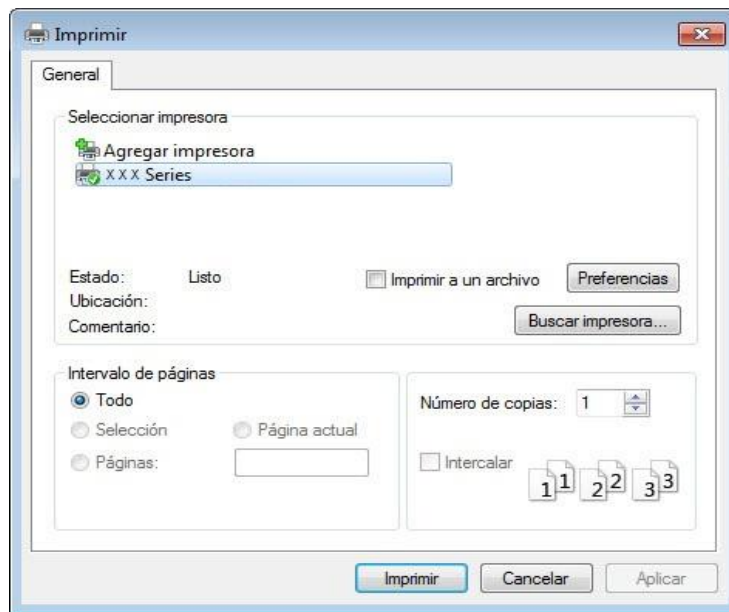 Imprimir
General
Seleccionar impresora
Agregar impresora
X X X Series
Estado: Listo
Imprimir a un archivo
Preferencias
Ubicación:
Comentario:
Buscar impresora...
Intervalo de páginas
Todo
Selección
Página actual
Páginas:
Número de copias: 1
Intercalar
1 1 2 2 3 3
Imprimir
Cancelar
Aplicar